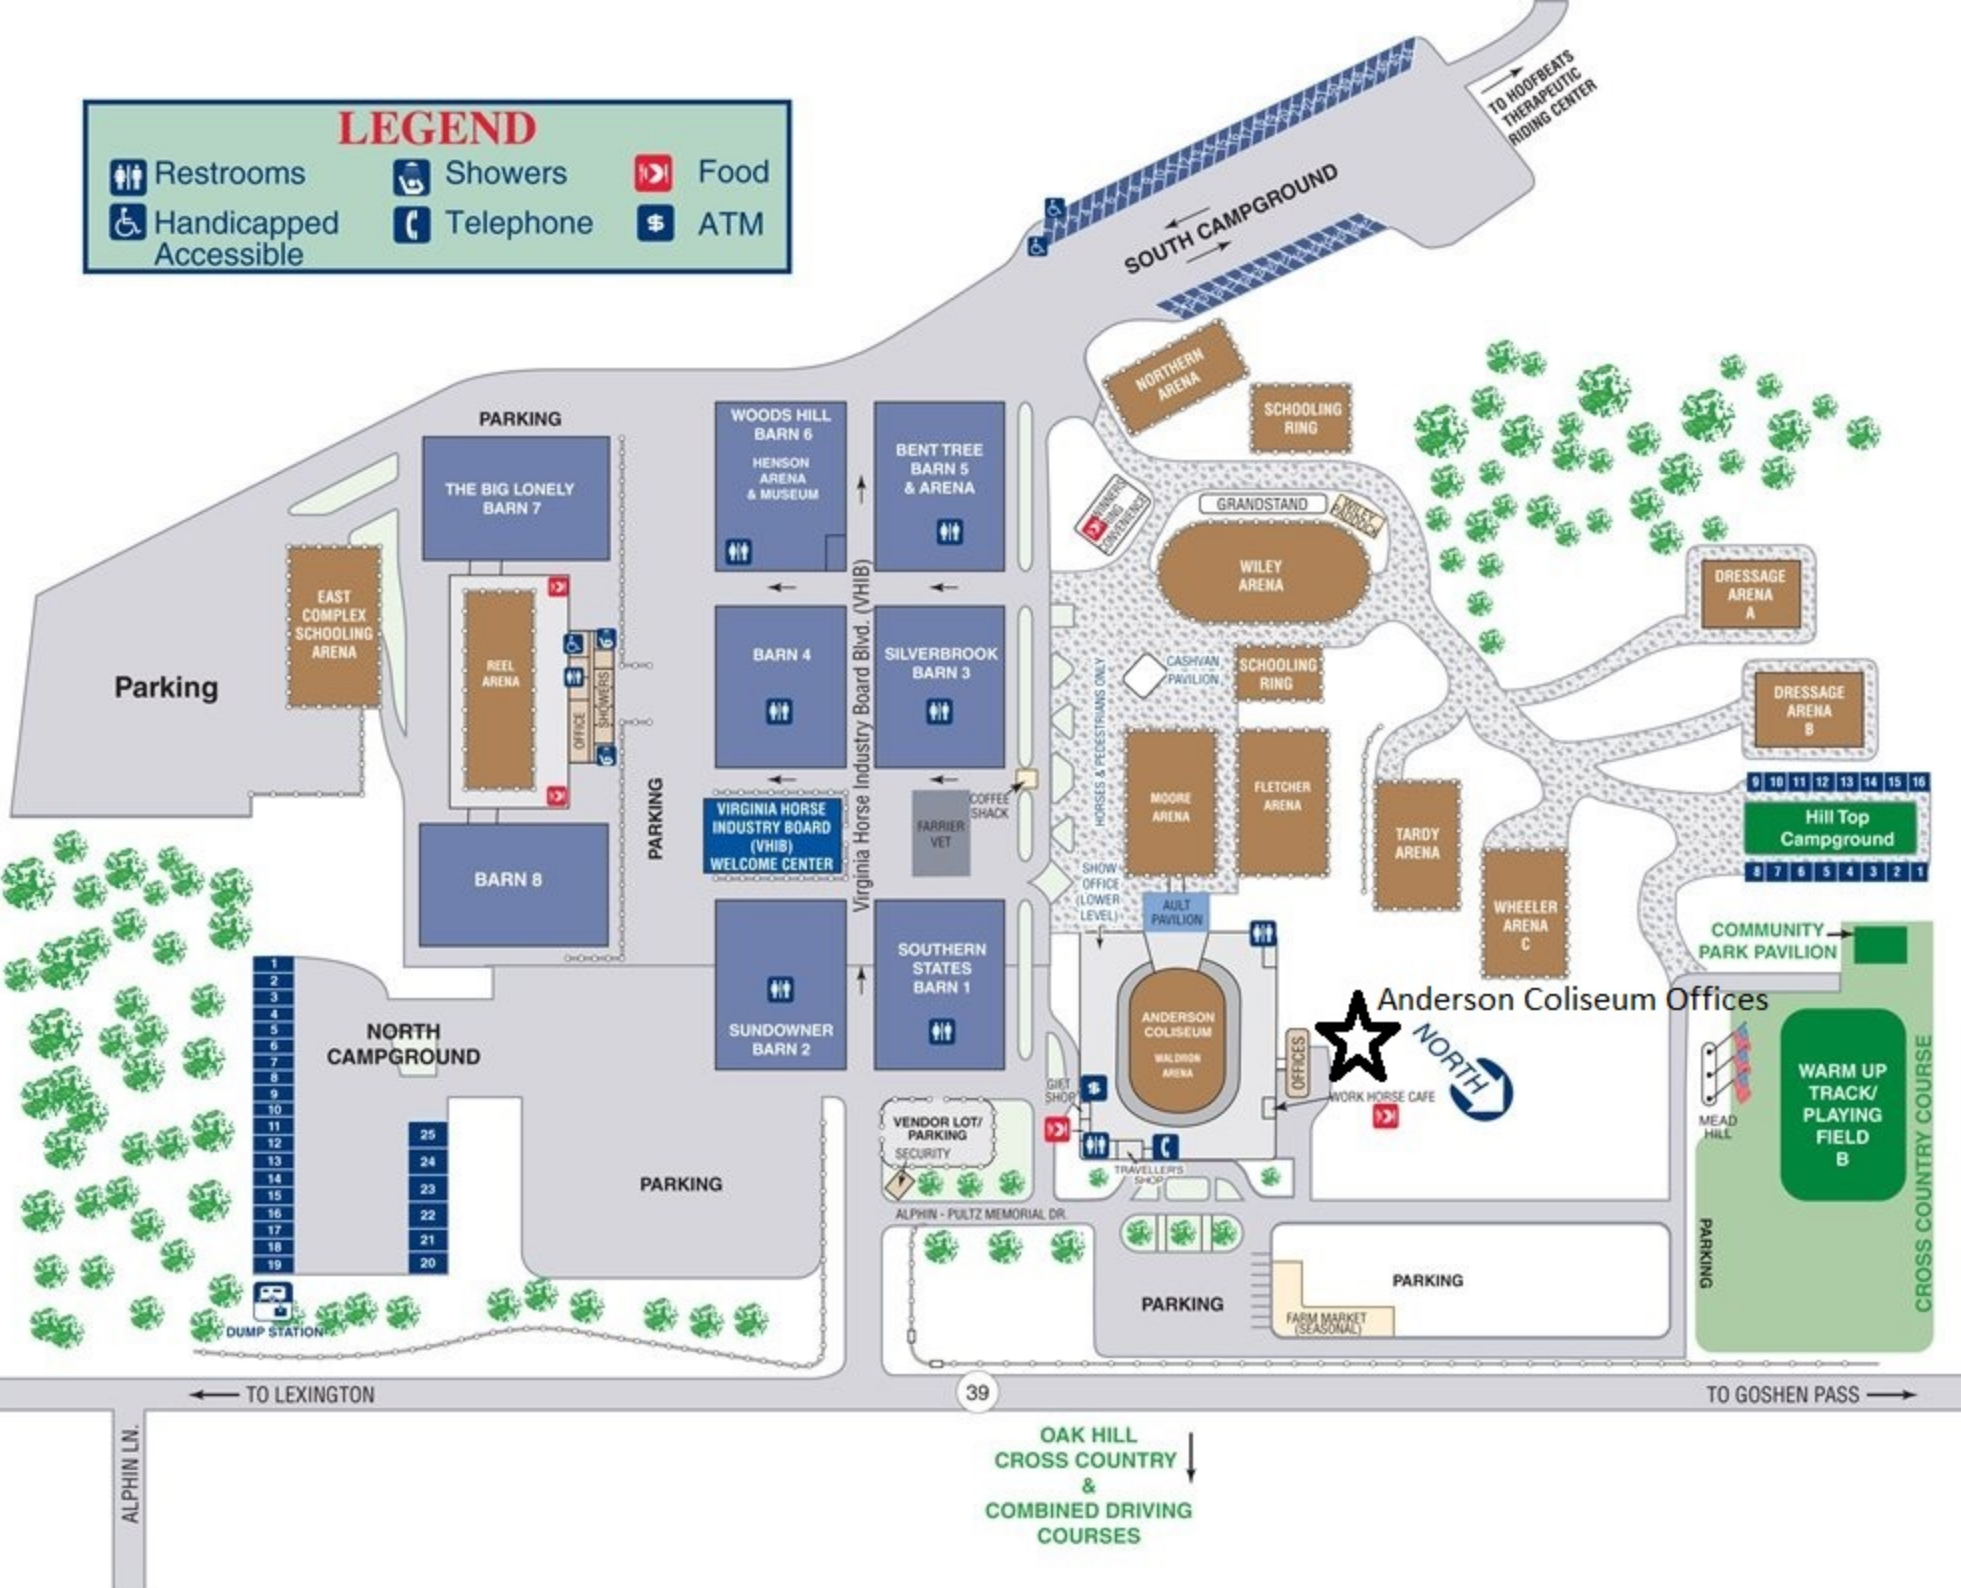 LEGEND
Restrooms
Showers
Food
Handicapped
Accessible
Telephone
ATM
TO HOOFBEATS
THERAPEUTIC
RIDING CENTER
SOUTH CAMPGROUND
NORTHERN
ARENA
SCHOOLING
RING
PARKING
THE BIG LONELY
BARN 7
WOODS HILL
BARN 6
HENSON
ARENA
& MUSEUM
BENT TREE
BARN 5
& ARENA
WINNERS
RING
CONVENIENCE
GRANDSTAND
WILEY
WILEY
ARENA
DRESSAGE
ARENA
A
EAST
COMPLEX
SCHOOLING
ARENA
Parking
REEL
ARENA
OFFICE
SHOWERS
BARN 4
SILVERBROOK
BARN 3
Virginia Horse Industry Board Blvd. (VHIB)
HORSES & PEDESTRIANS ONLY
CASHVAN
PAVILION
SCHOOLING
RING
DRESSAGE
ARENA
B
PARKING
VIRGINIA HORSE
INDUSTRY BOARD
(VHIB)
WELCOME CENTER
FARRIER
VET
COFFEE
SHACK
MOORE
ARENA
FLETCHER
ARENA
TARDY
ARENA
9 10 11 12 13 14 15 16
Hill Top
Campground
8 7 6 5 4 3 2 1
BARN 8
SHOW
OFFICE
(LOWER
LEVEL)
AULT
PAVILION
WHEELER
ARENA
C
COMMUNITY
PARK PAVILION
SUNDOWNER
BARN 2
SOUTHERN
STATES
BARN 1
ANDERSON
COLISEUM
WALDRON
ARENA
OFFICES
Anderson Coliseum Offices
NORTH
WORK HORSE CAFE
1
2
3
4
5
6
7
8
9
10
11
12
13
14
15
16
17
18
19
NORTH
CAMPGROUND
25
24
23
22
21
20
DUMP STATION
PARKING
GIFT
SHOP
VENDOR LOT/
PARKING
SECURITY
TRAVELLER'S
SHOP
ALPHIN - PULTZ MEMORIAL DR.
MEAD
HILL
WARM UP
TRACK/
PLAYING
FIELD
B
CROSS COUNTRY COURSE
PARKING
PARKING
PARKING
FARM MARKET
(SEASONAL)
TO LEXINGTON
39
TO GOSHEN PASS
ALPHIN LN.
OAK HILL
CROSS COUNTRY
&
COMBINED DRIVING
COURSES